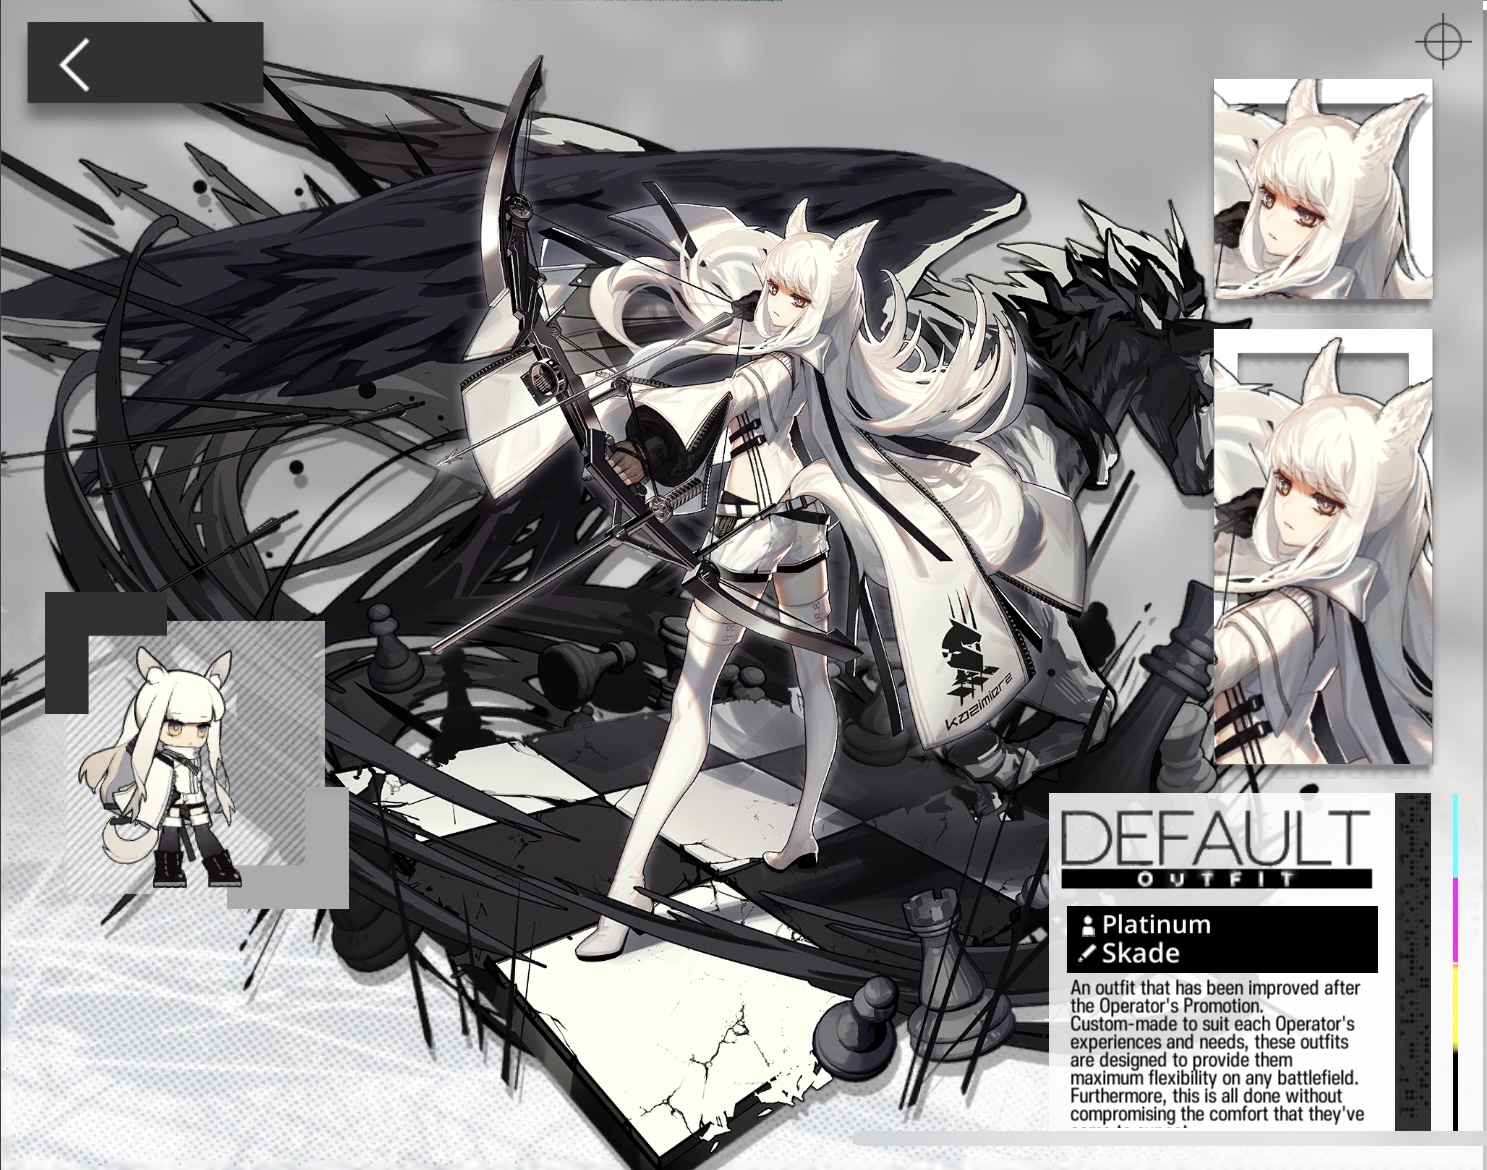 kazimierz
DEFAULT
OUTFIT
Platinum
Skade
An outfit that has been improved after
the Operator's Promotion.
Custom-made to suit each Operator's
experiences and needs, these outfits
are designed to provide them
maximum flexibility on any battlefield.
Furthermore, this is all done without
compromising the comfort that they've